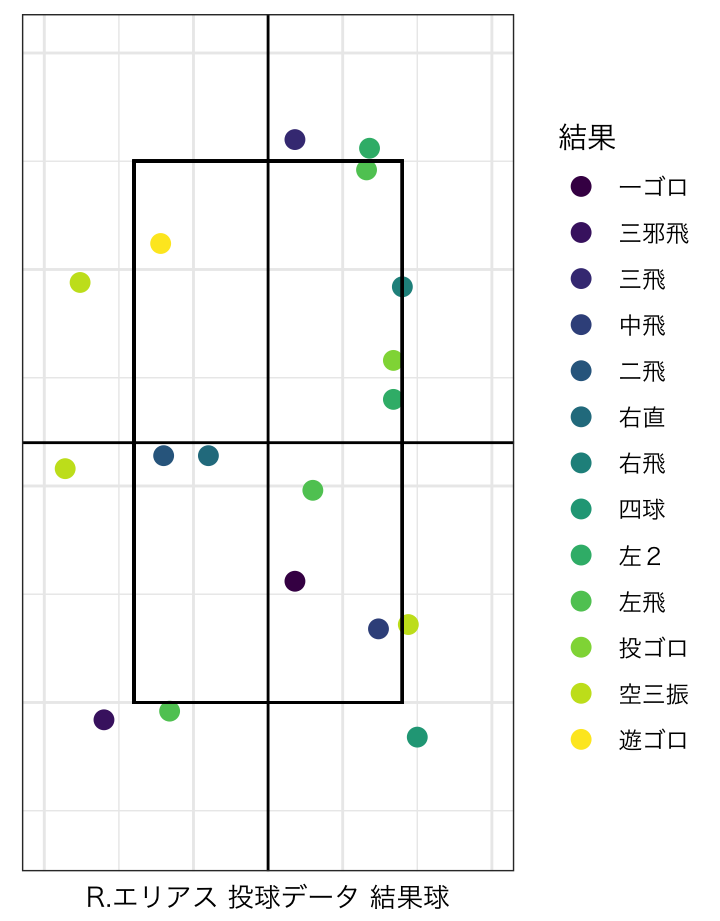 結果
一ゴロ
三邪飛
三飛
中飛
二飛
右直
右飛
四球
左２
左飛
投ゴロ
空三振
遊ゴロ
R.エリアス 投球データ 結果球